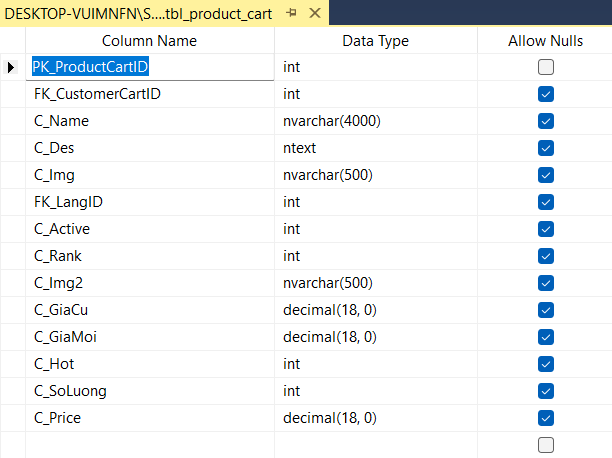 DESKTOP-VUIMNFN\S....tbl_product_cart
Column Name Data Type Allow Nulls
PK_ProductCartID int
FK_CustomerCartID int
C_Name nvarchar(4000)
C_Des ntext
C_Img nvarchar(500)
FK_LangID int
C_Active int
C_Rank int
C_Img2 nvarchar(500)
C_GiaCu decimal(18, 0)
C_GiaMoi decimal(18, 0)
C_Hot int
C_SoLuong int
C_Price decimal(18, 0)